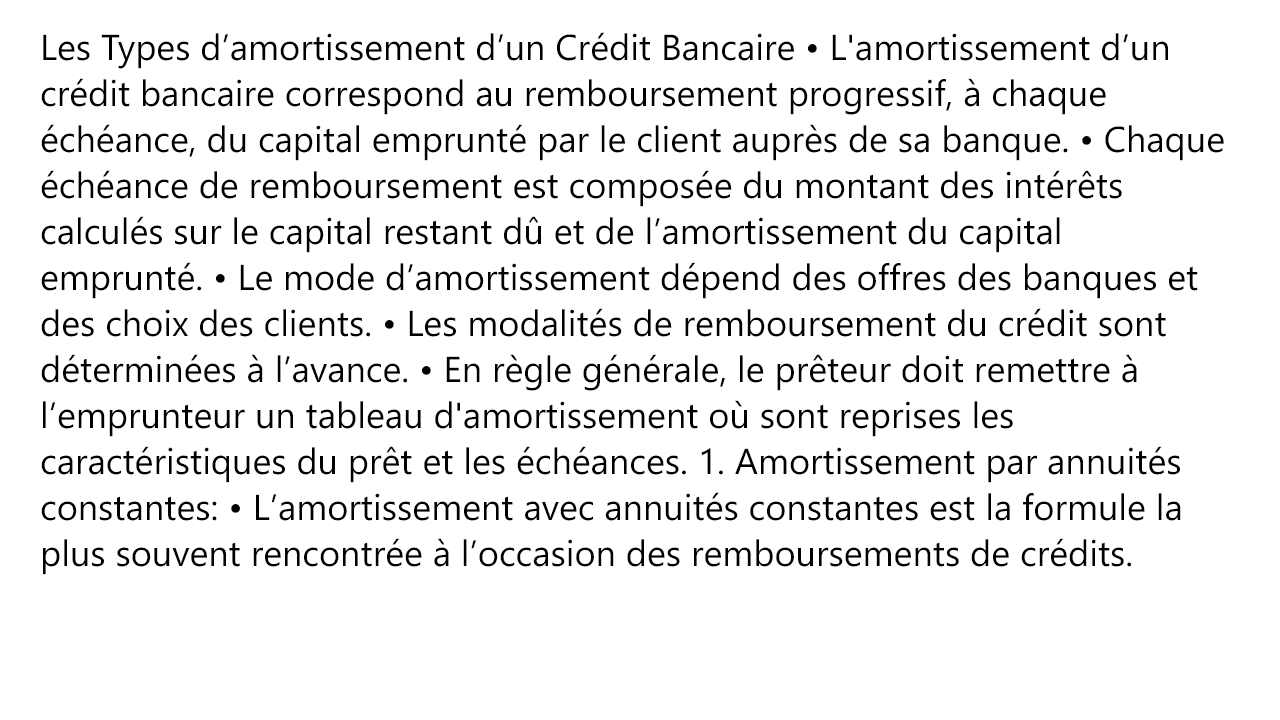 Les Types d’amortissement d’un Crédit Bancaire • L'amortissement d’un
crédit bancaire correspond au remboursement progressif, à chaque
échéance, du capital emprunté par le client auprès de sa banque. • Chaque
échéance de remboursement est composée du montant des intérêts
calculés sur le capital restant dû et de l’amortissement du capital
emprunté. • Le mode d’amortissement dépend des offres des banques et
des choix des clients. • Les modalités de remboursement du crédit sont
déterminées à l’avance. • En règle générale, le prêteur doit remettre à
l’emprunteur un tableau d'amortissement où sont reprises les
caractéristiques du prêt et les échéances. 1. Amortissement par annuités
constantes: • L’amortissement avec annuités constantes est la formule la
plus souvent rencontrée à l’occasion des remboursements de crédits.